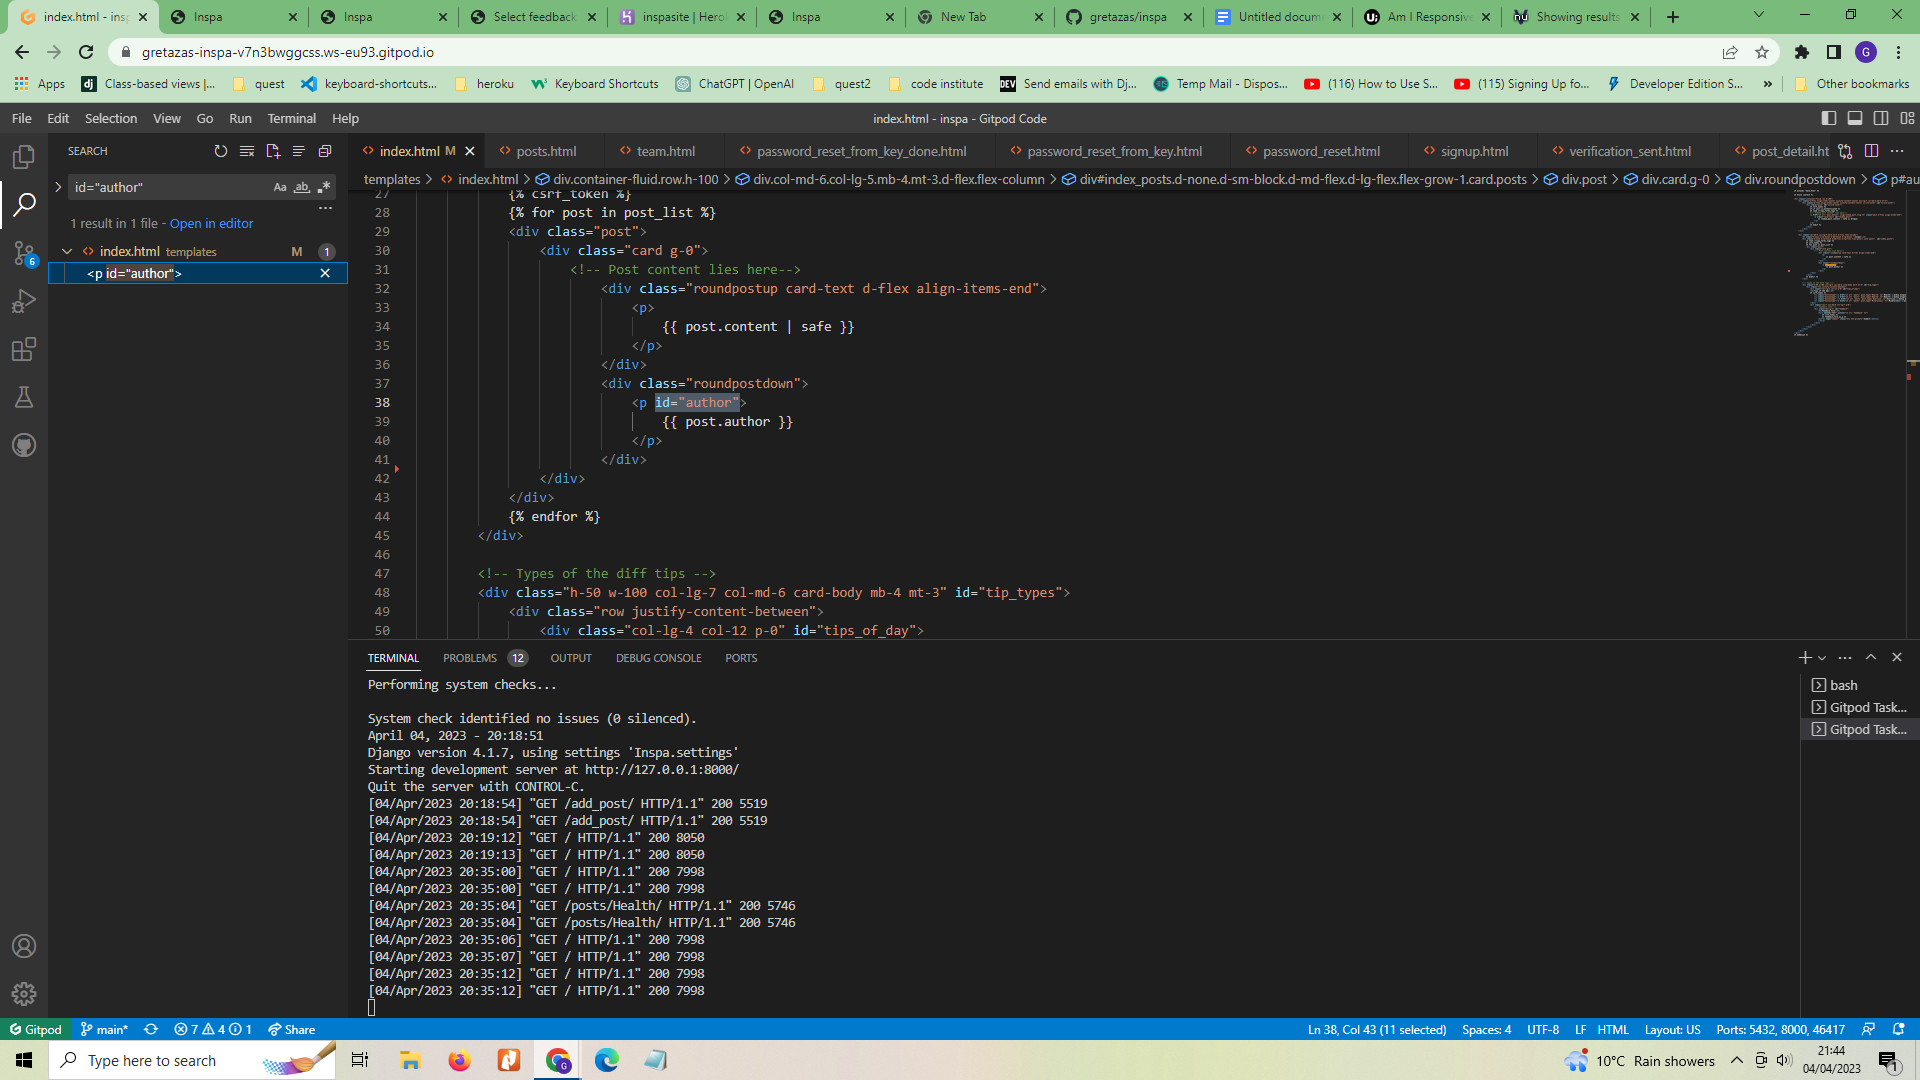 index.html - insp
Inspa
Inspa
Select feedback
inspasite | Herok
Inspa
New Tab
gretazas/inspa
Untitled docum
Am I Responsive
Showing results
gretazas-inspa-v7n3bwggcss.ws-eu93.gitpod.io
G
Apps
dj Class-based views |...
quest
keyboard-shortcuts...
heroku
Keyboard Shortcuts
ChatGPT | OpenAI
quest2
code institute
DEV Send emails with Dj...
Temp Mail - Dispos...
(116) How to Use S...
(115) Signing Up fo...
Developer Edition S...
»
Other bookmarks
File Edit Selection View Go Run Terminal Help
index.html - inspa - Gitpod Code
SEARCH
index.html M
posts.html
team.html
password_reset_from_key_done.html
password_reset_from_key.html
password_reset.html
signup.html
verification_sent.html
post_detail.ht
id="author"
Aa ab
1 result in 1 file - Open in editor
index.html templates M 1
<p id="author">
6
templates > index.html > div.container-fluid.row.h-100 > div.col-md-6.col-lg-5.mb-4.mt-3.d-flex.flex-column > div#index_posts.d-none.d-sm-block.d-md-flex.d-lg-flex.flex-grow-1.card.posts > div.post > div.card.g-0 > div.roundpostdown > p#au
27 {% csrf_token %}
28 {% for post in post_list %}
29 <div class="post">
30 <div class="card g-0">
31 <!-- Post content lies here-->
32 <div class="roundpostup card-text d-flex align-items-end">
33 <p>
34 {{ post.content | safe }}
35 </p>
36 </div>
37 <div class="roundpostdown">
38 <p id="author">
39 {{ post.author }}
40 </p>
41 </div>
42 </div>
43 </div>
44 {% endfor %}
45 </div>
46
47 <!-- Types of the diff tips -->
48 <div class="h-50 w-100 col-lg-7 col-md-6 card-body mb-4 mt-3" id="tip_types">
49 <div class="row justify-content-between">
50 <div class="col-lg-4 col-12 p-0" id="tips_of_day">
TERMINAL PROBLEMS 12 OUTPUT DEBUG CONSOLE PORTS
Performing system checks...
System check identified no issues (0 silenced).
April 04, 2023 - 20:18:51
Django version 4.1.7, using settings 'Inspa.settings'
Starting development server at http://127.0.0.1:8000/
Quit the server with CONTROL-C.
[04/Apr/2023 20:18:54] "GET /add_post/ HTTP/1.1" 200 5519
[04/Apr/2023 20:18:54] "GET /add_post/ HTTP/1.1" 200 5519
[04/Apr/2023 20:19:12] "GET / HTTP/1.1" 200 8050
[04/Apr/2023 20:19:13] "GET / HTTP/1.1" 200 8050
[04/Apr/2023 20:35:00] "GET / HTTP/1.1" 200 7998
[04/Apr/2023 20:35:00] "GET / HTTP/1.1" 200 7998
[04/Apr/2023 20:35:04] "GET /posts/Health/ HTTP/1.1" 200 5746
[04/Apr/2023 20:35:04] "GET /posts/Health/ HTTP/1.1" 200 5746
[04/Apr/2023 20:35:06] "GET / HTTP/1.1" 200 7998
[04/Apr/2023 20:35:07] "GET / HTTP/1.1" 200 7998
[04/Apr/2023 20:35:12] "GET / HTTP/1.1" 200 7998
[04/Apr/2023 20:35:12] "GET / HTTP/1.1" 200 7998
bash
Gitpod Task...
Gitpod Task...
Gitpod main* 7 4 1 Share
Ln 38, Col 43 (11 selected) Spaces: 4 UTF-8 LF HTML Layout: US Ports: 5432, 8000, 46417
Type here to search
10°C Rain showers
21:44
04/04/2023
1